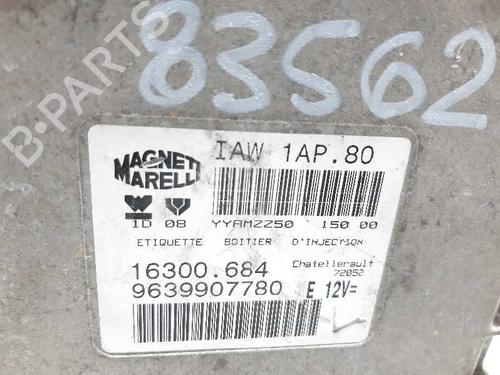 83562
B-PARTS
IAW 1AP.80
MAGNETI
MARELLI
1D 08 YYAMZZ50 150 00
ETIQUETTE BOITIER D'INJECTION
16300.684 Chatellerault
72052
9639907780 E 12V=